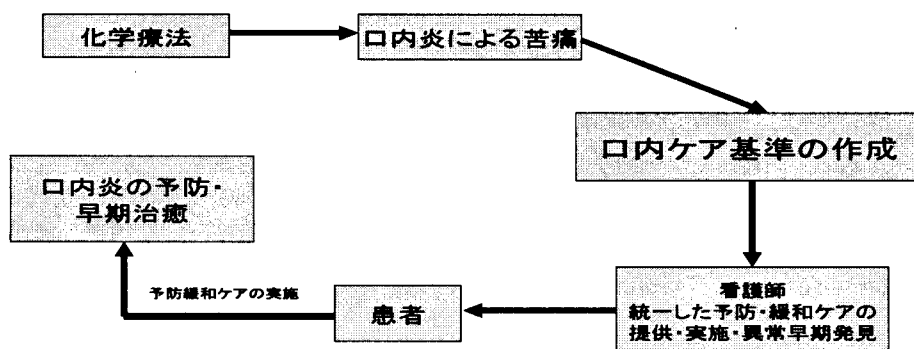 化学療法
口内炎による苦痛
口内ケア基準の作成
口内炎の予防・
早期治癒
予防緩和ケアの実施
患者
看護師
統一した予防・緩和ケアの
提供・実施・異常早期発見